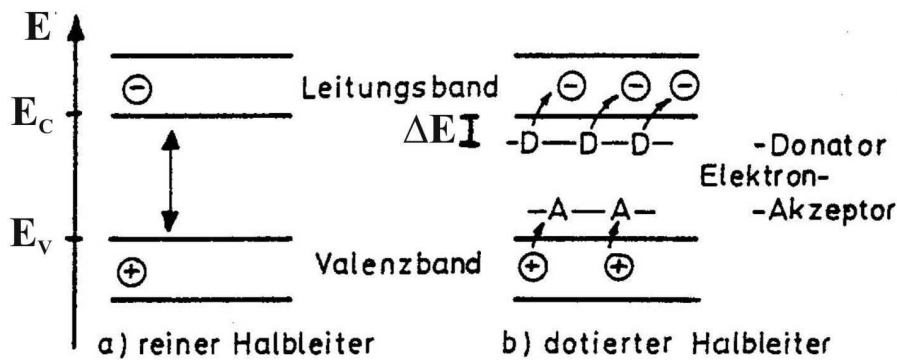 E
⊖
Leitungsband
⊖ ⊖ ⊖
E_C
ΔE
-D—D—D—
-Donator
Elektron-
-A—A—
-Akzeptor
E_V
⊕
Valenzband
⊕ ⊕
a) reiner Halbleiter
b) dotierter Halbleiter